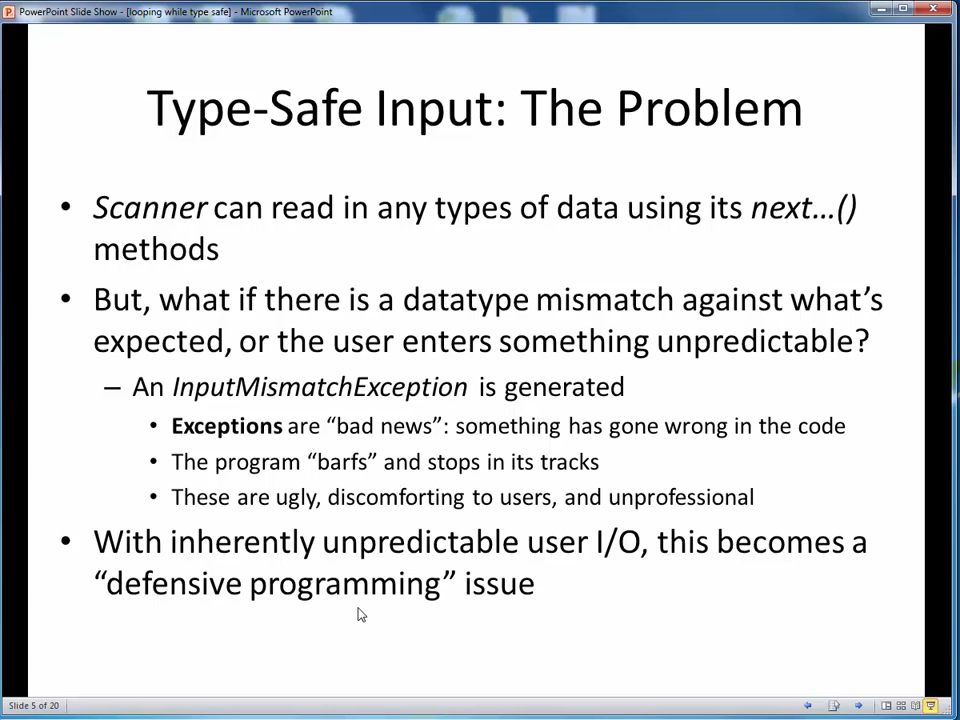 PowerPoint Slide Show - [looping while type safe] - Microsoft PowerPoint
Type-Safe Input: The Problem
• Scanner can read in any types of data using its next...()
methods
• But, what if there is a datatype mismatch against what's
expected, or the user enters something unpredictable?
– An InputMismatchException is generated
• Exceptions are “bad news”: something has gone wrong in the code
• The program “barfs” and stops in its tracks
• These are ugly, discomforting to users, and unprofessional
• With inherently unpredictable user I/O, this becomes a
“defensive programming” issue
Slide 5 of 20